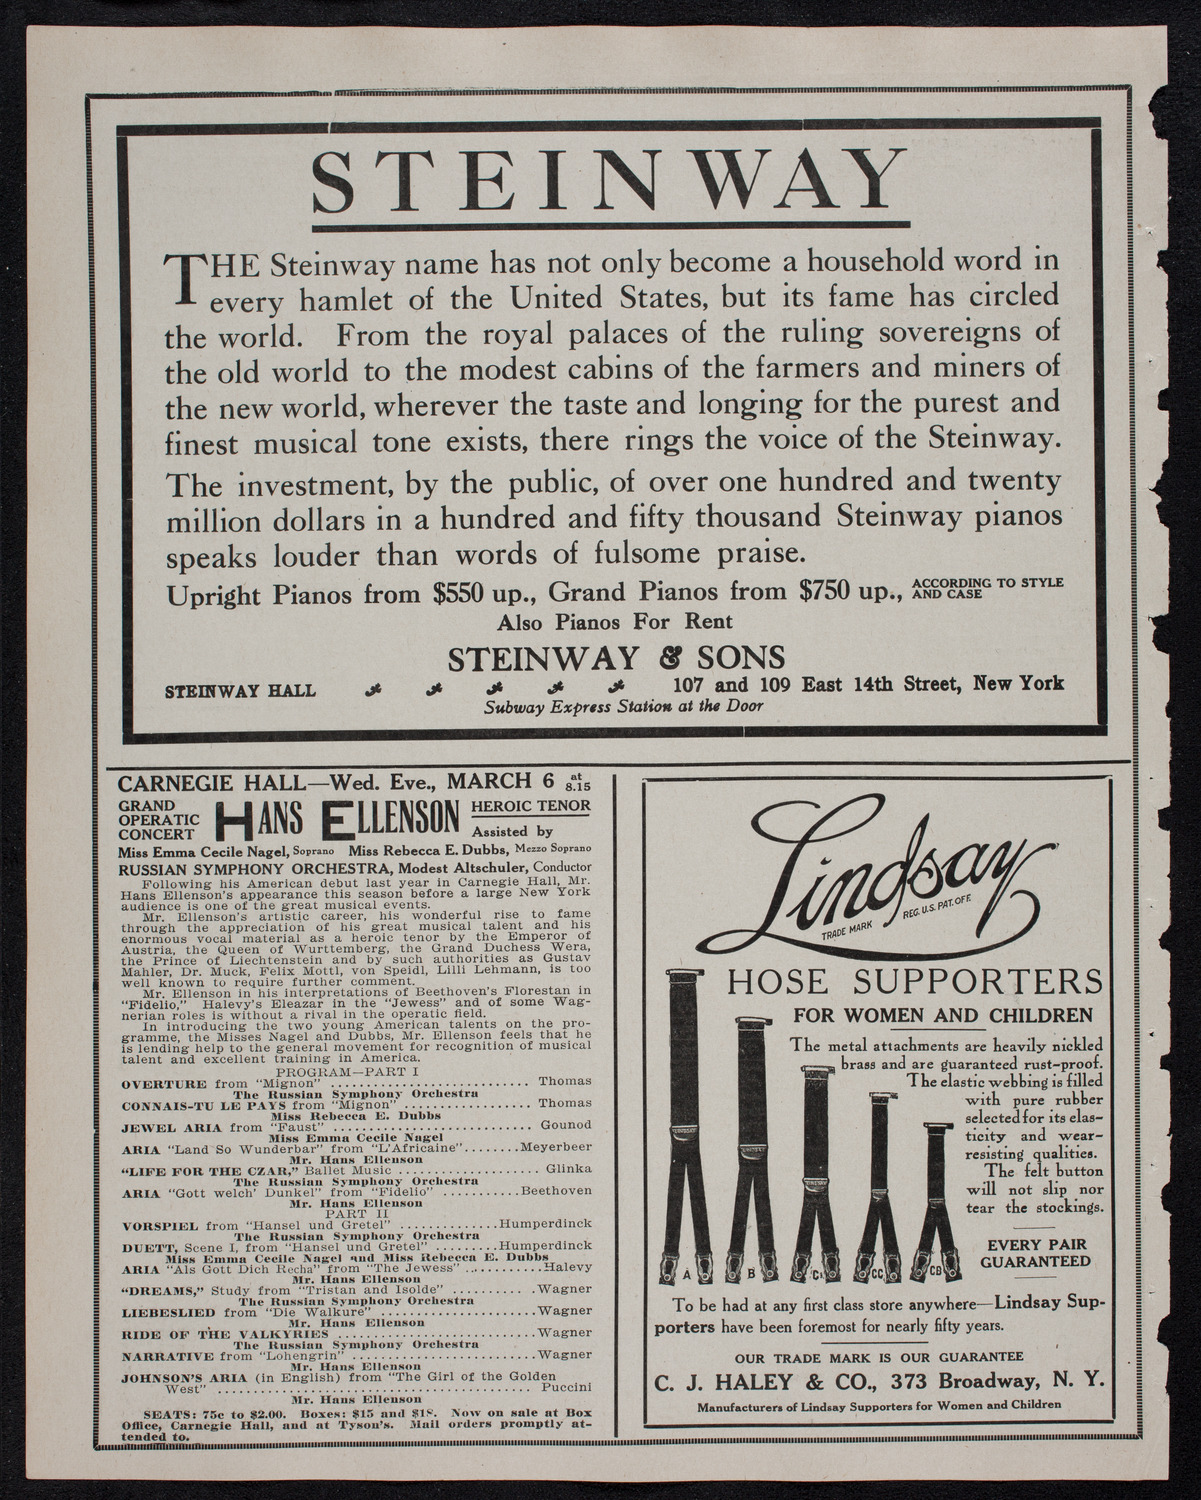 STEINWAY
THE Steinway name has not only become a household word in
every hamlet of the United States, but its fame has circled
the world. From the royal palaces of the ruling sovereigns of
the old world to the modest cabins of the farmers and miners of
the new world, wherever the taste and longing for the purest and
finest musical tone exists, there rings the voice of the Steinway.
The investment, by the public, of over one hundred and twenty
million dollars in a hundred and fifty thousand Steinway pianos
speaks louder than words of fulsome praise.
Upright Pianos from $550 up., Grand Pianos from $750 up., ACCORDING TO STYLE AND CASE
Also Pianos For Rent
STEINWAY & SONS
STEINWAY HALL 107 and 109 East 14th Street, New York
Subway Express Station at the Door
CARNEGIE HALL—Wed. Eve., MARCH 6 at 8.15
GRAND OPERATIC CONCERT HANS ELLENSON HEROIC TENOR
Assisted by
Miss Emma Cecile Nagel, Soprano Miss Rebecca E. Dubbs, Mezzo Soprano
RUSSIAN SYMPHONY ORCHESTRA, Modest Altschuler, Conductor
Following his American debut last year in Carnegie Hall, Mr.
Hans Ellenson's appearance this season before a large New York
audience is one of the great musical events.
Mr. Ellenson's artistic career, his wonderful rise to fame
through the appreciation of his great musical talent and his
enormous vocal material as a heroic tenor by the Emperor of
Austria, the Queen of Wurttemberg, the Grand Duchess Wera,
the Prince of Liechtenstein and by such authorities as Gustav
Mahler, Dr. Muck, Felix Mottl, von Speidl, Lilli Lehmann, is too
well known to require further comment.
Mr. Ellenson in his interpretations of Beethoven's Florestan in
"Fidelio," Halevy's Eleazar in the "Jewess" and of some Wag-
nerian roles is without a rival in the operatic field.
In introducing the two young American talents on the pro-
gramme, the Misses Nagel and Dubbs, Mr. Ellenson feels that he
is lending help to the general movement for recognition of musical
talent and excellent training in America.
PROGRAM—PART I
OVERTURE from "Mignon" .......................... Thomas
The Russian Symphony Orchestra
CONNAIS-TU LE PAYS from "Mignon" ................. Thomas
Miss Rebecca E. Dubbs
JEWEL ARIA from "Faust" .......................... Gounod
Miss Emma Cecile Nagel
ARIA "Land So Wunderbar" from "L'Africaine"........Meyerbeer
Mr. Hans Ellenson
"LIFE FOR THE CZAR," Ballet Music .................. Glinka
The Russian Symphony Orchestra
ARIA "Gott welch' Dunkel" from "Fidelio" ..........Beethoven
Mr. Hans Ellenson
PART II
VORSPIEL from "Hansel und Gretel" .............Humperdinck
The Russian Symphony Orchestra
DUETT, Scene I, from "Hansel und Gretel" .........Humperdinck
Miss Emma Cecile Nagel and Miss Rebecca E. Dubbs
ARIA "Als Gott Dich Recha" from "The Jewess" ...........Halevy
Mr. Hans Ellenson
"DREAMS," Study from "Tristan and Isolde" ...........Wagner
The Russian Symphony Orchestra
LIEBESLIED from "Die Walkure" .....................Wagner
Mr. Hans Ellenson
RIDE OF THE VALKYRIES ..........................Wagner
The Russian Symphony Orchestra
NARRATIVE from "Lohengrin" ........................Wagner
Mr. Hans Ellenson
JOHNSON'S ARIA (in English) from "The Girl of the Golden
West" ......................................... Puccini
Mr. Hans Ellenson
SEATS: 75c to $2.00. Boxes: $15 and $18. Now on sale at Box
Office, Carnegie Hall, and at Tyson's. Mail orders promptly at-
tended to.
Lindsay
TRADE MARK REG. U.S. PAT. OFF.
HOSE SUPPORTERS
FOR WOMEN AND CHILDREN
The metal attachments are heavily nickled
brass and are guaranteed rust-proof.
The elastic webbing is filled
with pure rubber
selected for its elas-
ticity and wear-
resisting qualities.
The felt button
will not slip nor
tear the stockings.
EVERY PAIR
GUARANTEED
A B C CC CB
To be had at any first class store anywhere—Lindsay Sup-
porters have been foremost for nearly fifty years.
OUR TRADE MARK IS OUR GUARANTEE
C. J. HALEY & CO., 373 Broadway, N. Y.
Manufacturers of Lindsay Supporters for Women and Children